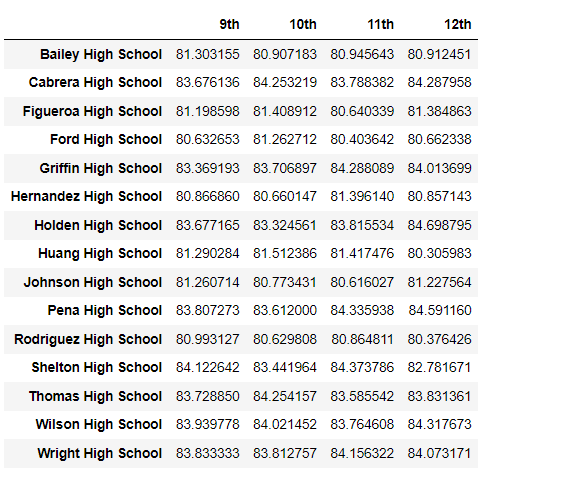 9th 10th 11th 12th
Bailey High School 81.303155 80.907183 80.945643 80.912451
Cabrera High School 83.676136 84.253219 83.788382 84.287958
Figueroa High School 81.198598 81.408912 80.640339 81.384863
Ford High School 80.632653 81.262712 80.403642 80.662338
Griffin High School 83.369193 83.706897 84.288089 84.013699
Hernandez High School 80.866860 80.660147 81.396140 80.857143
Holden High School 83.677165 83.324561 83.815534 84.698795
Huang High School 81.290284 81.512386 81.417476 80.305983
Johnson High School 81.260714 80.773431 80.616027 81.227564
Pena High School 83.807273 83.612000 84.335938 84.591160
Rodriguez High School 80.993127 80.629808 80.864811 80.376426
Shelton High School 84.122642 83.441964 84.373786 82.781671
Thomas High School 83.728850 84.254157 83.585542 83.831361
Wilson High School 83.939778 84.021452 83.764608 84.317673
Wright High School 83.833333 83.812757 84.156322 84.073171